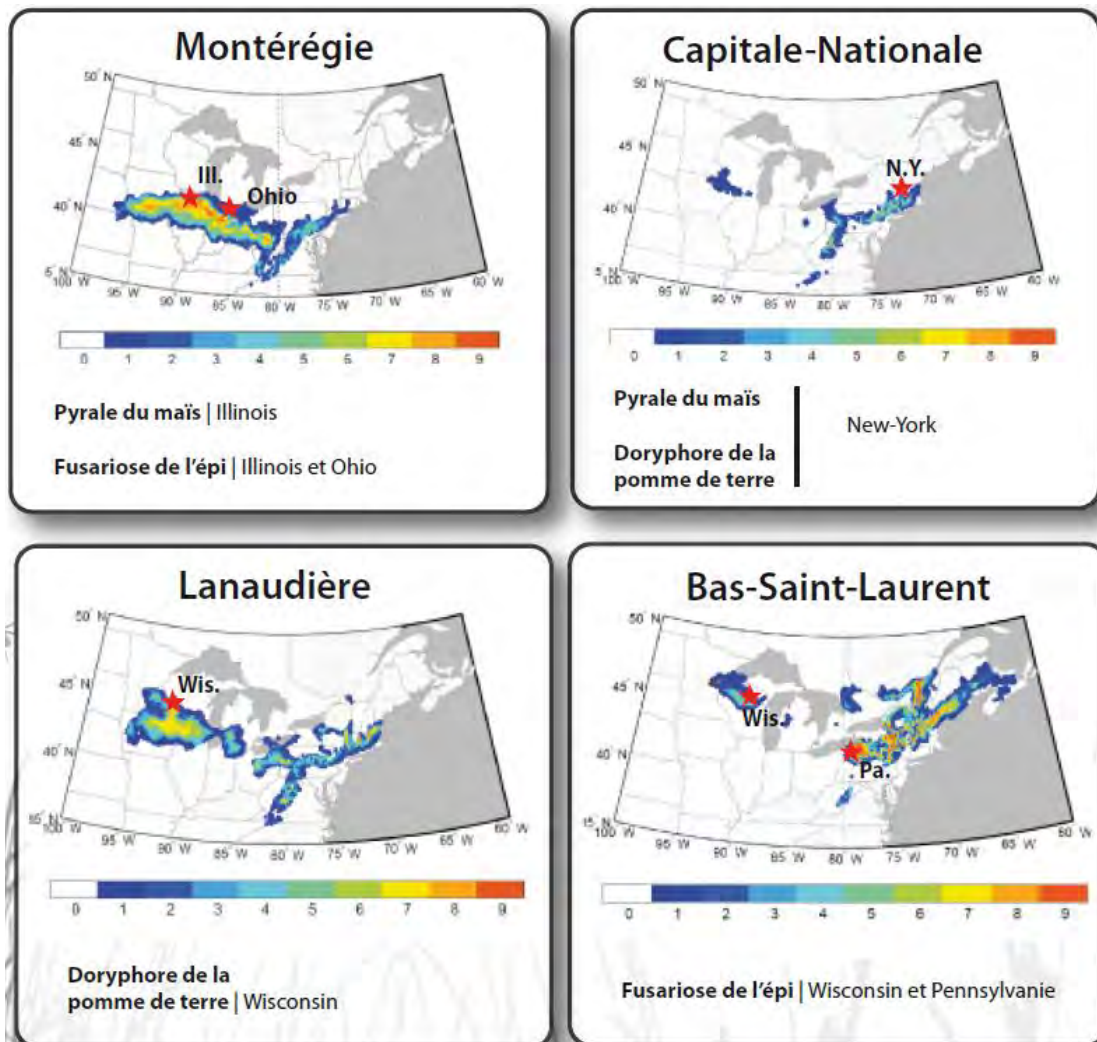 Montérégie
50° N
45° N
40° N
5° N
100° W
95° W
90° W
85° W
80° W
75° W
70° W
65° W
60° W
Ill.
Ohio
0 1 2 3 4 5 6 7 8 9
Pyrale du maïs | Illinois
Fusariose de l'épi | Illinois et Ohio
Capitale-Nationale
50° N
45° N
40° N
5° N
100° W
95° W
90° W
85° W
80° W
75° W
70° W
65° W
60° W
N.Y.
0 1 2 3 4 5 6 7 8 9
Pyrale du maïs
Doryphore de la
pomme de terre
New-York
Lanaudière
50° N
45° N
40° N
35° N
100° W
95° W
90° W
85° W
80° W
75° W
70° W
65° W
60° W
Wis.
0 1 2 3 4 5 6 7 8 9
Doryphore de la
pomme de terre | Wisconsin
Bas-Saint-Laurent
50° N
45° N
40° N
35° N
100° W
95° W
90° W
85° W
80° W
75° W
70° W
65° W
60° W
Wis.
Pa.
0 1 2 3 4 5 6 7 8 9
Fusariose de l'épi | Wisconsin et Pennsylvanie